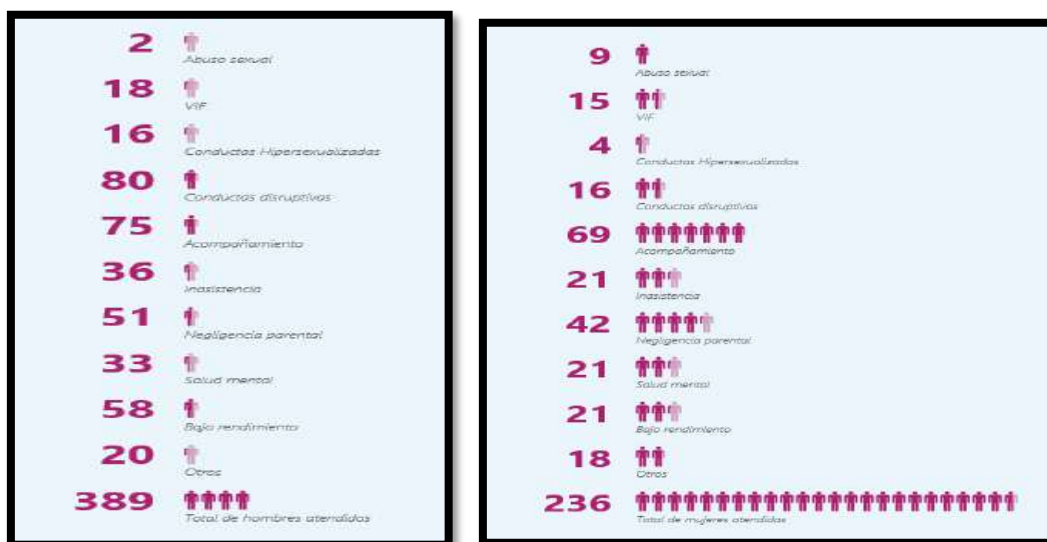 2
Abuso sexual
18
VIF
16
Conductas Hipersexualizadas
80
Conductas disruptivas
75
Acompañamiento
36
Inasistencia
51
Negligencia parental
33
Salud mental
58
Bajo rendimiento
20
Otros
389
Total de hombres atendidos
9
Abuso sexual
15
VIF
4
Conductas Hipersexualizadas
16
Conductas disruptivas
69
Acompañamiento
21
Inasistencia
42
Negligencia parental
21
Salud mental
21
Bajo rendimiento
18
Otros
236
Total de mujeres atendidas